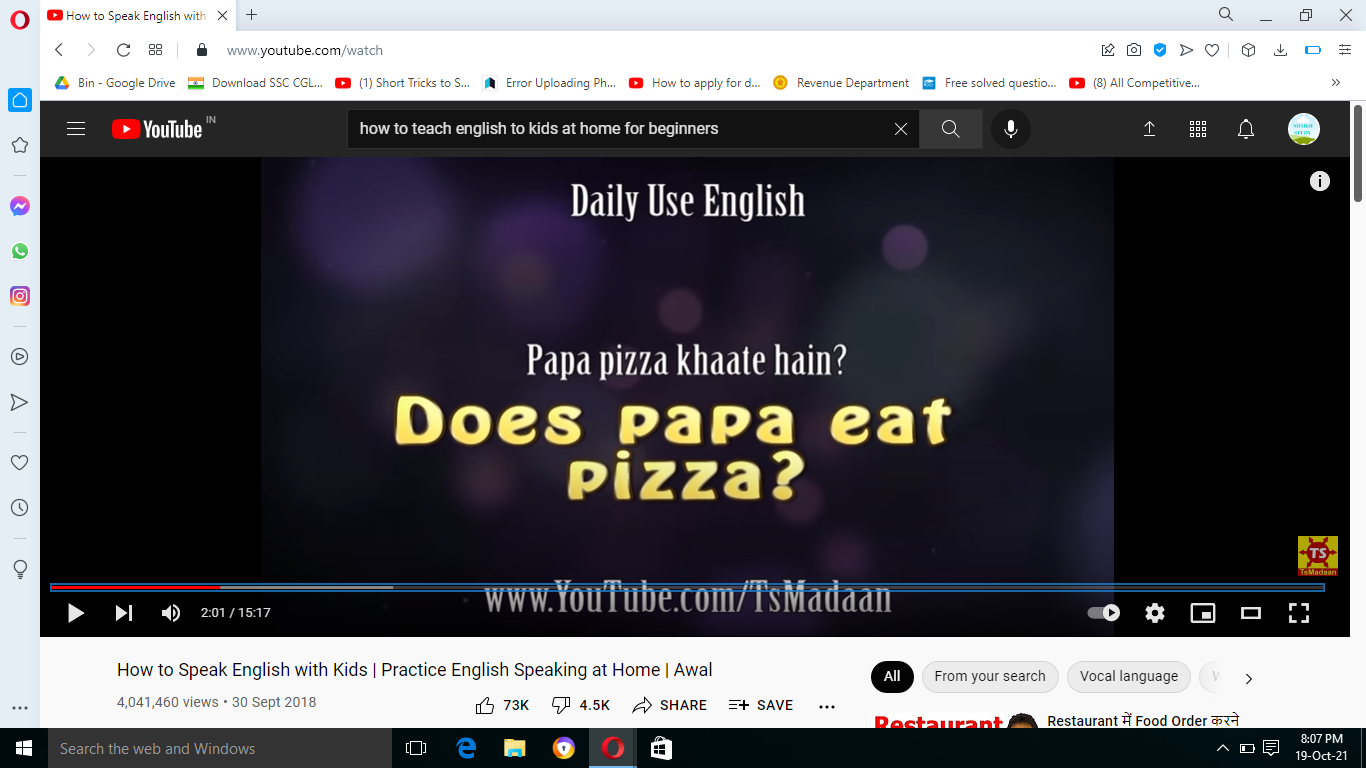 How to Speak English with
www.youtube.com/watch
Bin - Google Drive
Download SSC CGL...
(1) Short Tricks to S...
Error Uploading Ph...
How to apply for d...
Revenue Department
Free solved questio...
(8) All Competitive...
YouTube IN
how to teach english to kids at home for beginners
Daily Use English
Papa pizza khaate hain?
Does papa eat
pizza?
TS
TsMadaan
www.YouTube.com/TsMadaan
2:01 / 15:17
How to Speak English with Kids | Practice English Speaking at Home | Awal
4,041,460 views • 30 Sept 2018
73K
4.5K
SHARE
SAVE
All
From your search
Vocal language
Restaurant
Restaurant में Food Order करने
Search the web and Windows
8:07 PM
19-Oct-21